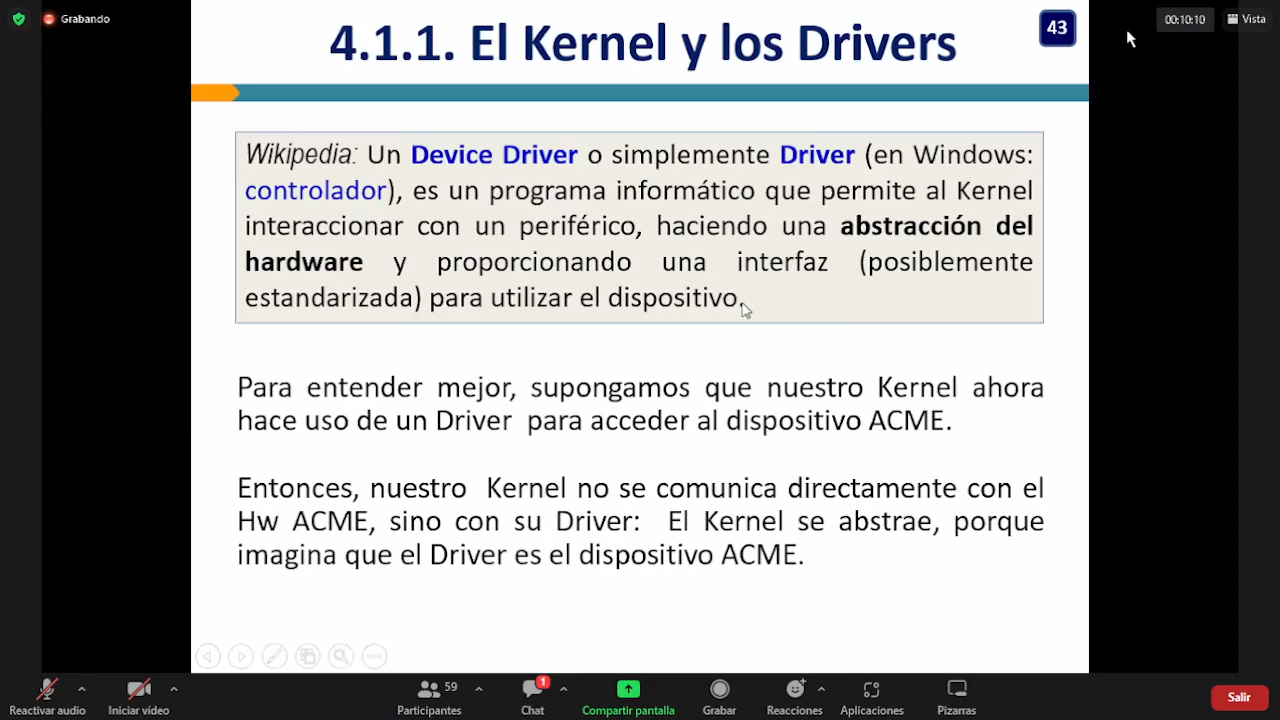 Grabando
4.1.1. El Kernel y los Drivers
43
00:10:10
Vista
Wikipedia: Un Device Driver o simplemente Driver (en Windows:
controlador), es un programa informático que permite al Kernel
interaccionar con un periférico, haciendo una abstracción del
hardware y proporcionando una interfaz (posiblemente
estandarizada) para utilizar el dispositivo.
Para entender mejor, supongamos que nuestro Kernel ahora
hace uso de un Driver para acceder al dispositivo ACME.
Entonces, nuestro Kernel no se comunica directamente con el
Hw ACME, sino con su Driver: El Kernel se abstrae, porque
imagina que el Driver es el dispositivo ACME.
59
1
Reactivar audio
Iniciar video
Participantes
Chat
Compartir pantalla
Grabar
Reacciones
Aplicaciones
Pizarras
Salir